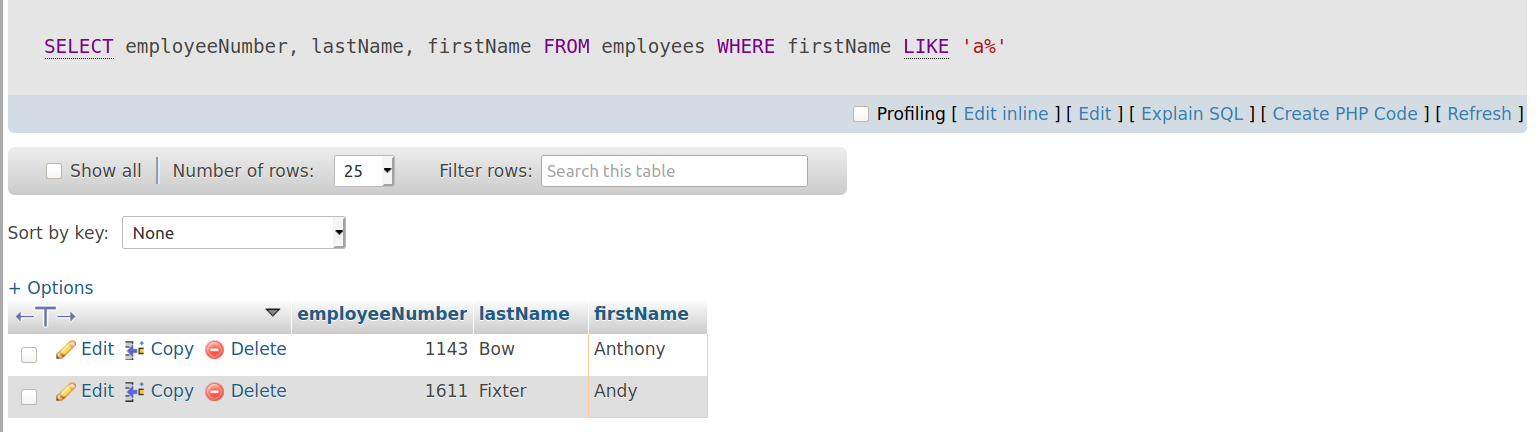 SELECT employeeNumber, lastName, firstName FROM employees WHERE firstName LIKE 'a%'
Profiling [ Edit inline ] [ Edit ] [ Explain SQL ] [ Create PHP Code ] [ Refresh ]
Show all Number of rows: 25 Filter rows: Search this table
Sort by key: None
+ Options
←T→ employeeNumber lastName firstName
Edit Copy Delete 1143 Bow Anthony
Edit Copy Delete 1611 Fixter Andy